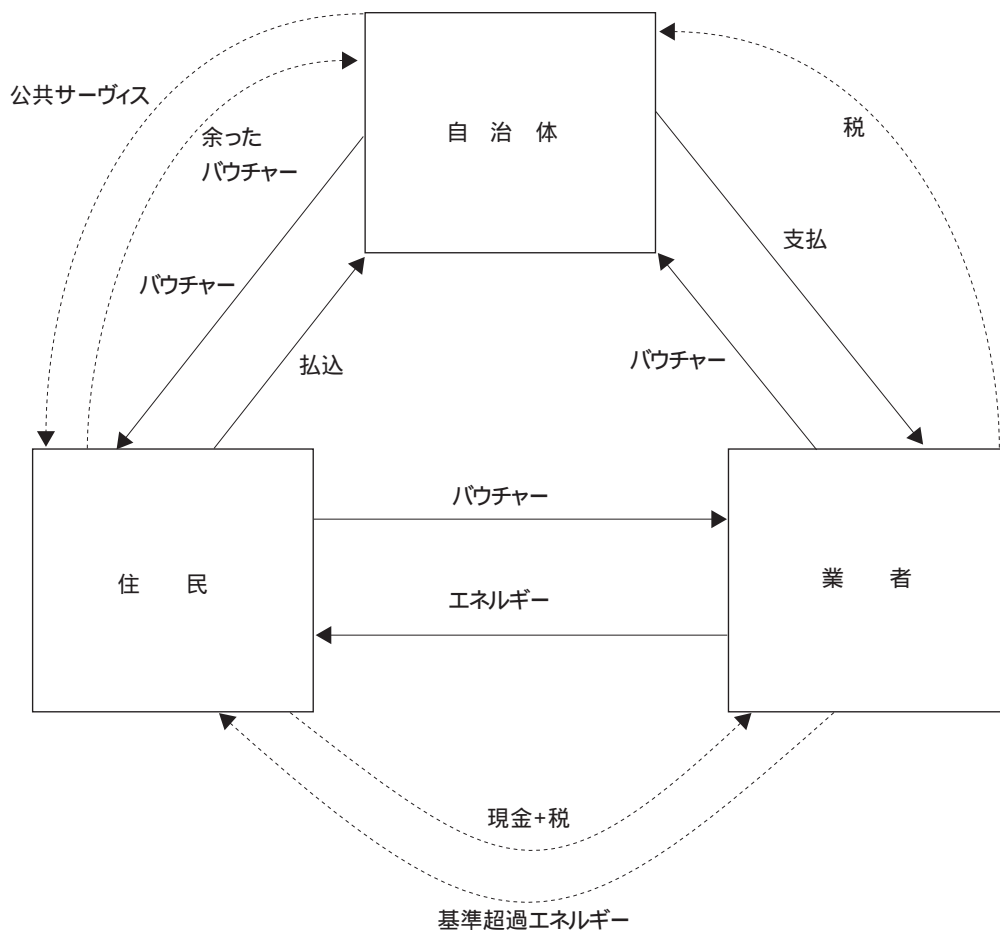 公共サーヴィス
余った
バウチャー
自治体
税
支払
バウチャー
払込
バウチャー
バウチャー
住民
エネルギー
業者
現金+税
基準超過エネルギー